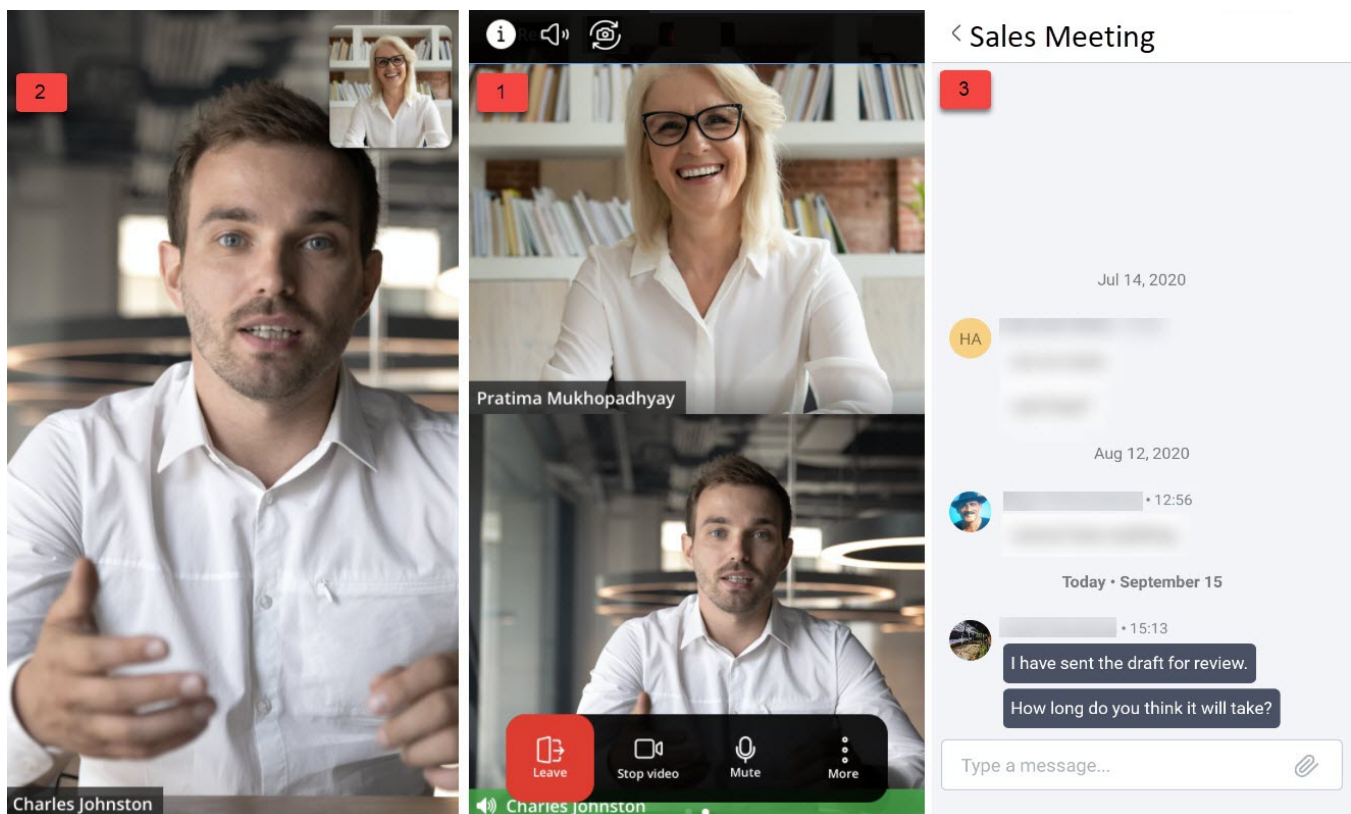 2
Charles Johnston
i
1
Pratima Mukhopadhyay
Leave
Stop video
Mute
More
Charles Johnston
< Sales Meeting
3
Jul 14, 2020
HA
Aug 12, 2020
• 12:56
Today • September 15
• 15:13
I have sent the draft for review.
How long do you think it will take?
Type a message...